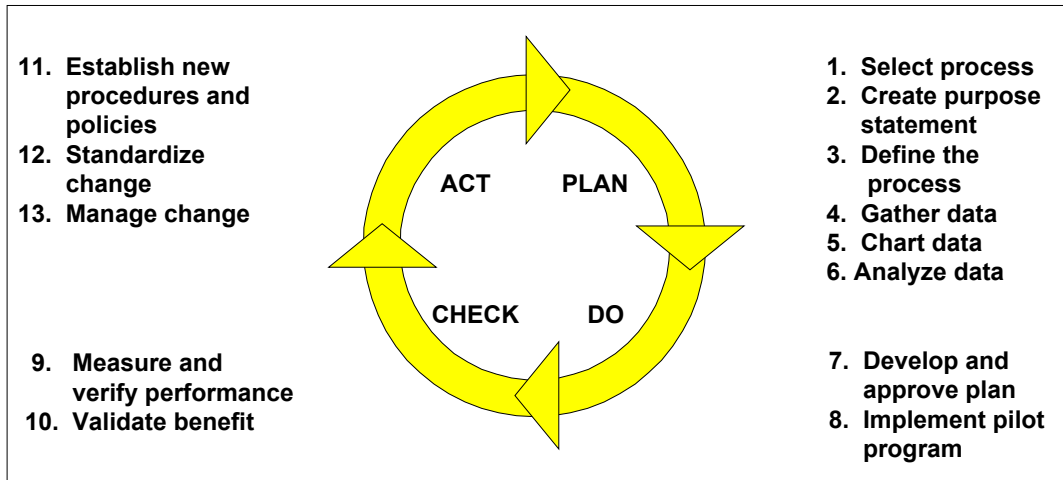 11. Establish new
procedures and
policies
12. Standardize
change
13. Manage change
ACT
PLAN
1. Select process
2. Create purpose
statement
3. Define the
process
4. Gather data
5. Chart data
6. Analyze data
CHECK
DO
9. Measure and
verify performance
10. Validate benefit
7. Develop and
approve plan
8. Implement pilot
program